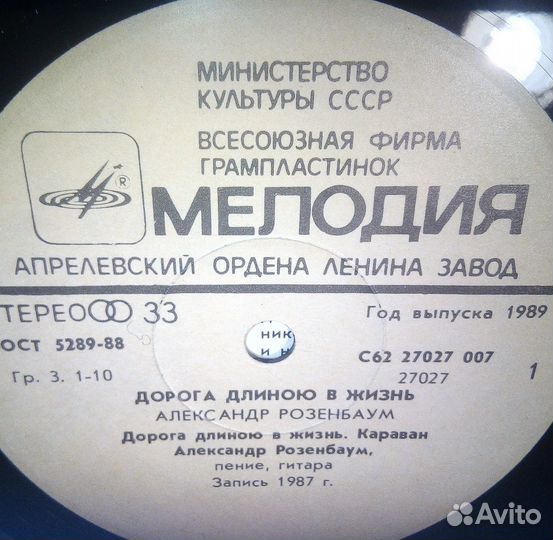 МИНИСТЕРСТВО
КУЛЬТУРЫ СССР
ВСЕСОЮЗНАЯ ФИРМА
ГРАМПЛАСТИНОК
®
МЕЛОДИЯ
АПРЕЛЕВСКИЙ ОРДЕНА ЛЕНИНА ЗАВОД
ТЕРЕО 33
Год выпуска 1989
ОСТ 5289-88
ник
и н
С62 27027 007
Гр. 3. 1-10
27027
1
ДОРОГА ДЛИНОЮ В ЖИЗНЬ
АЛЕКСАНДР РОЗЕНБАУМ
Дорога длиною в жизнь. Караван
Александр Розенбаум,
пение, гитара
Запись 1987 г.
Avito